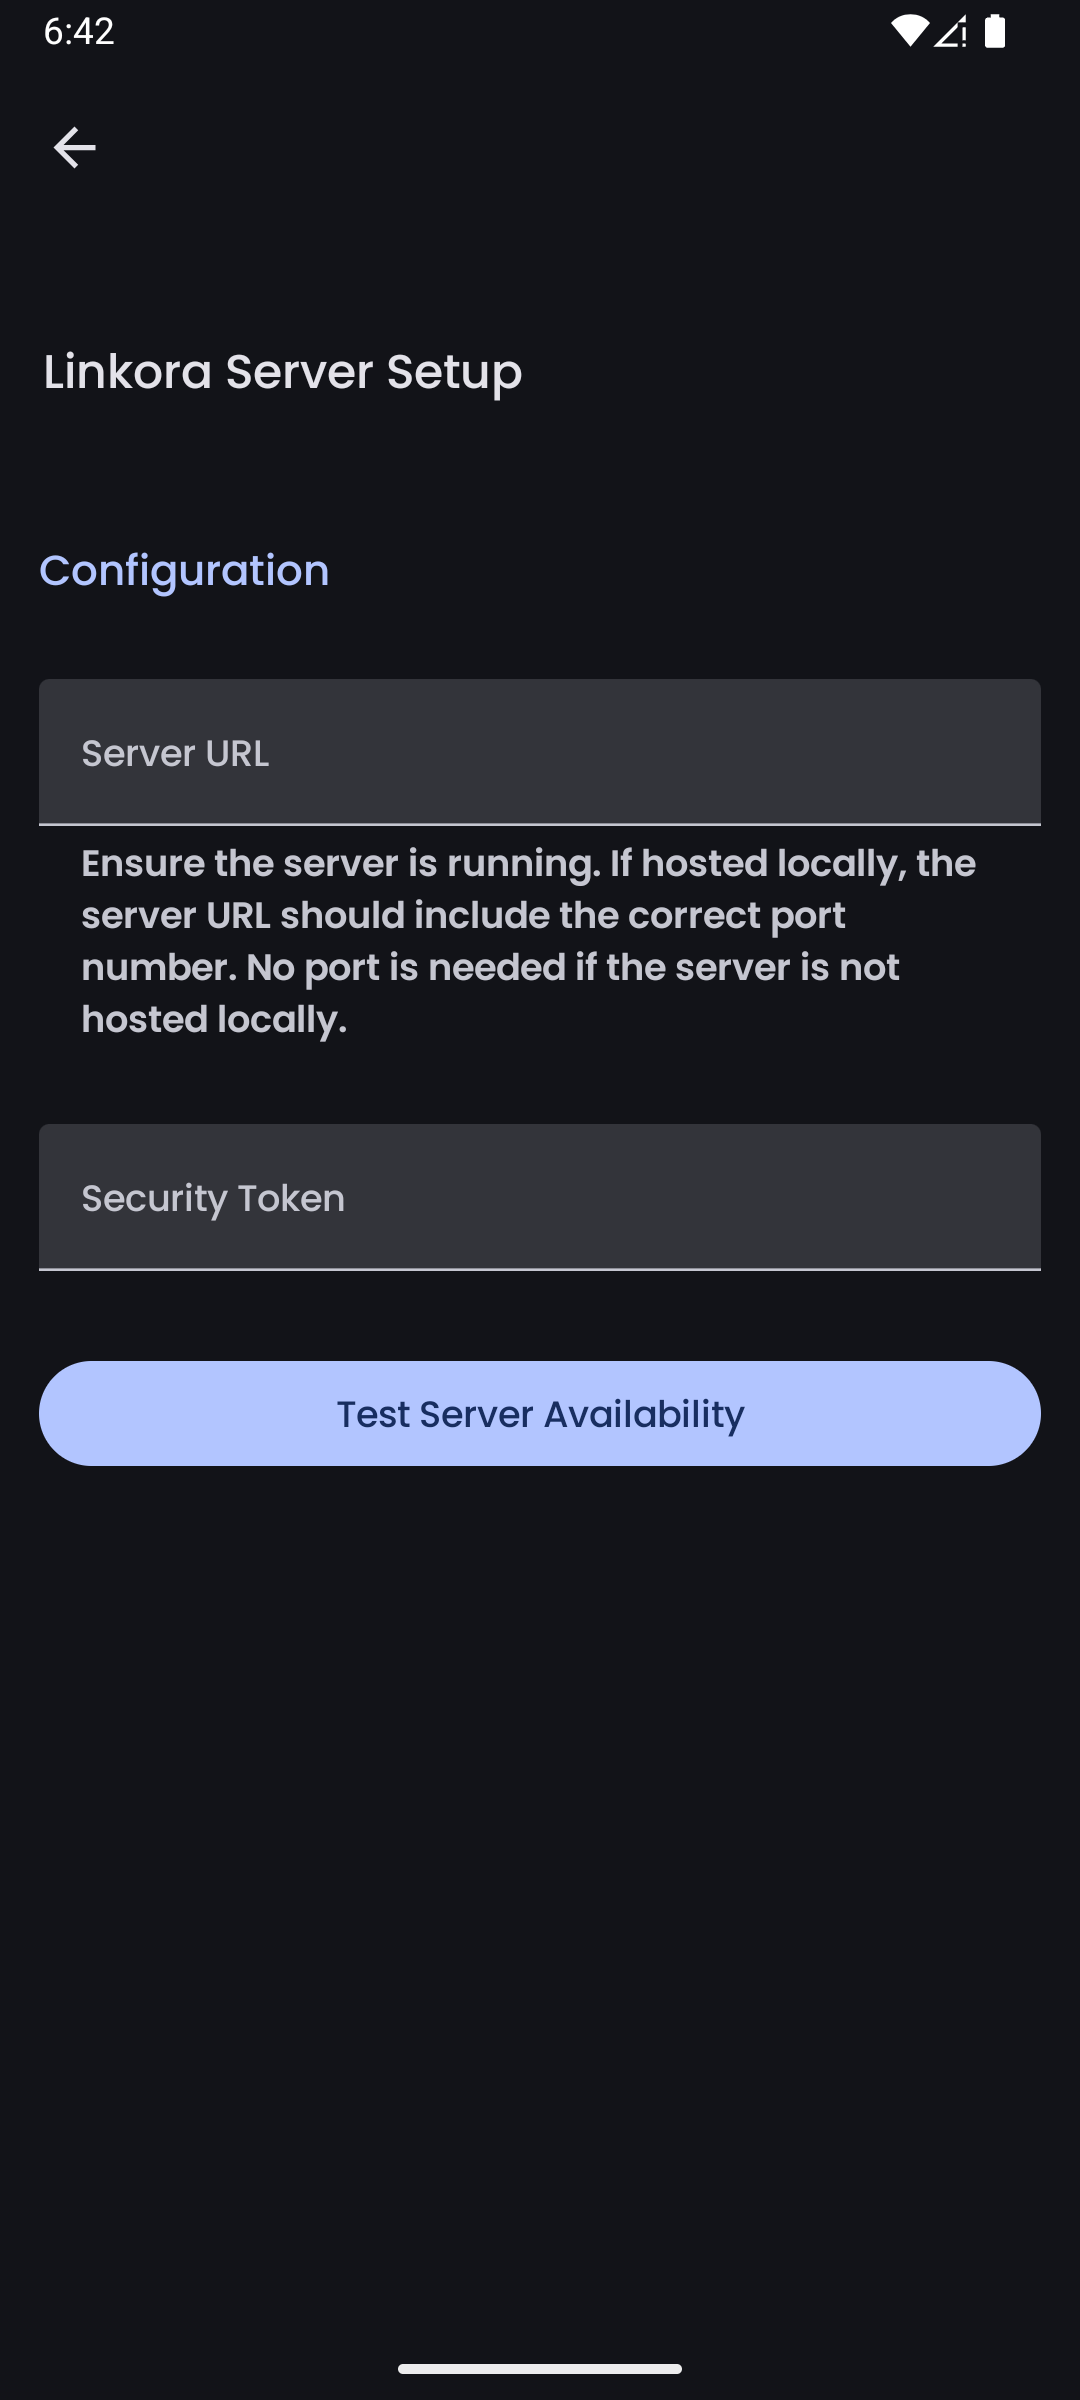 6:42
Linkora Server Setup
Configuration
Server URL
Ensure the server is running. If hosted locally, the
server URL should include the correct port
number. No port is needed if the server is not
hosted locally.
Security Token
Test Server Availability